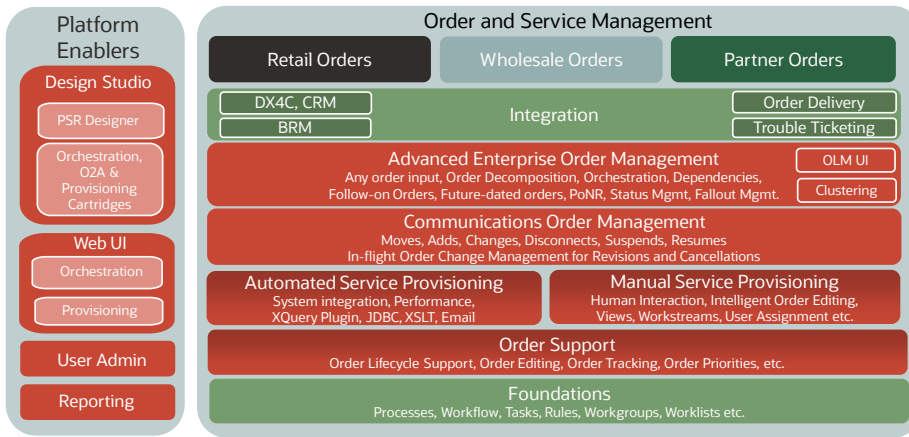 Platform
Enablers
Design Studio
PSR Designer
Orchestration,
O2A &
Provisioning
Cartridges
Web UI
Orchestration
Provisioning
User Admin
Reporting
Order and Service Management
Retail Orders
Wholesale Orders
Partner Orders
DX4C, CRM
BRM
Integration
Order Delivery
Trouble Ticketing
Advanced Enterprise Order Management
Any order input, Order Decomposition, Orchestration, Dependencies,
Follow-on Orders, Future-dated orders, PoNR, Status Mgmt, Fallout Mgmt.
OLM UI
Clustering
Communications Order Management
Moves, Adds, Changes, Disconnects, Suspends, Resumes
In-flight Order Change Management for Revisions and Cancellations
Automated Service Provisioning
System integration, Performance,
XQuery Plugin, JDBC, XSLT, Email
Manual Service Provisioning
Human Interaction, Intelligent Order Editing,
Views, Workstreams, User Assignment etc.
Order Support
Order Lifecycle Support, Order Editing, Order Tracking, Order Priorities, etc.
Foundations
Processes, Workflow, Tasks, Rules, Workgroups, Worklists etc.